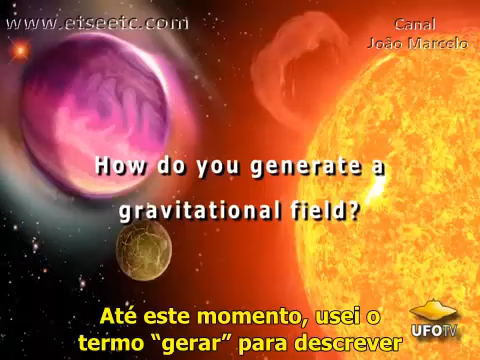 www.etseetc.com
Canal
João Marcelo
How do you generate a
gravitational field?
Até este momento, usei o
termo “gerar” para descrever
UFOTV